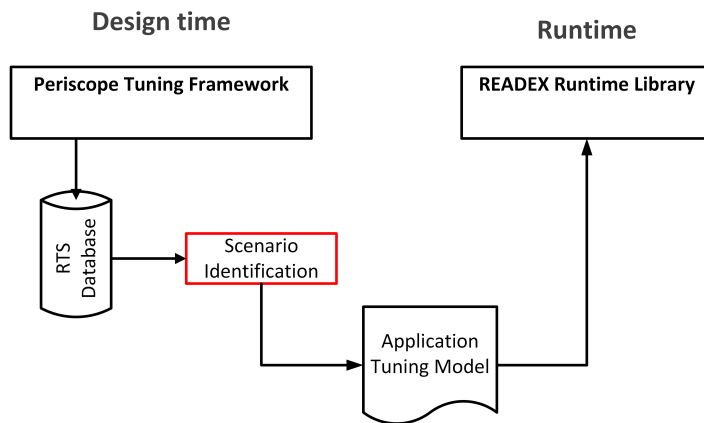 Design time
Runtime
Periscope Tuning Framework
READEX Runtime Library
RTS
Database
Scenario
Identification
Application
Tuning Model